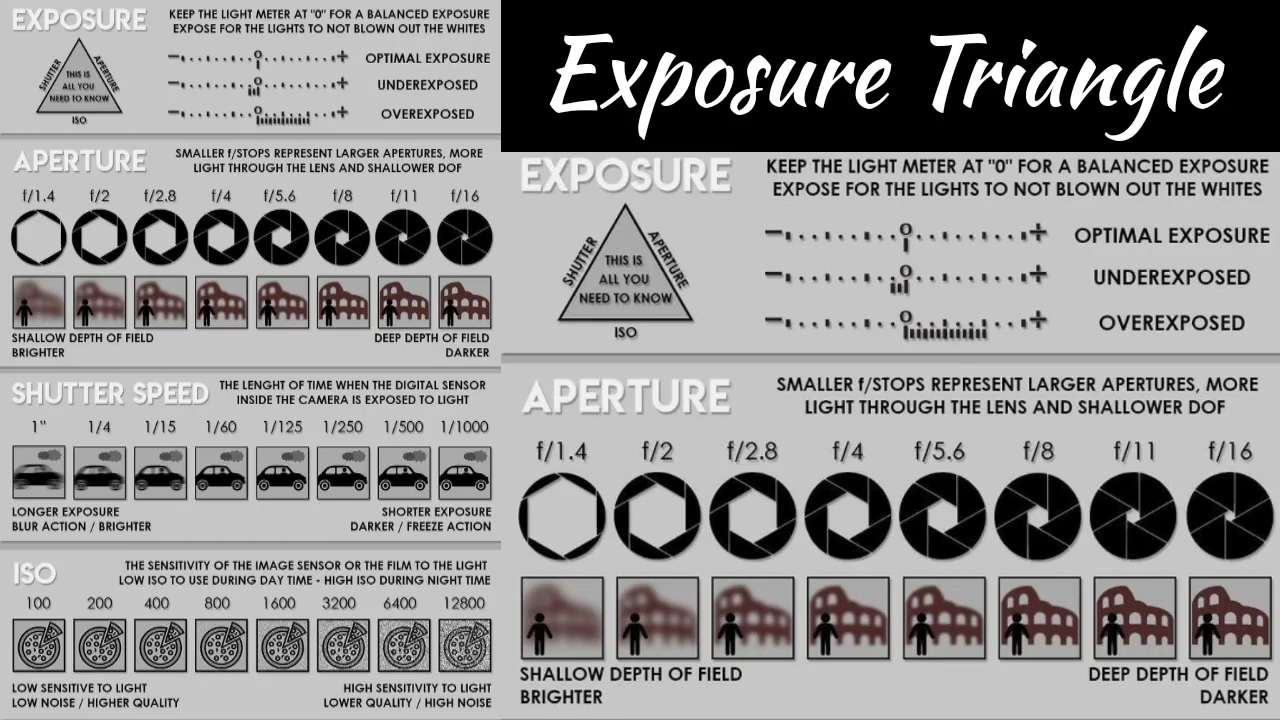 EXPOSURE
KEEP THE LIGHT METER AT "0" FOR A BALANCED EXPOSURE
EXPOSE FOR THE LIGHTS TO NOT BLOWN OUT THE WHITES
SHUTTER
APERTURE
THIS IS
ALL YOU
NEED TO KNOW
ISO
− 0 + OPTIMAL EXPOSURE
− 0 + UNDEREXPOSED
− 0 + OVEREXPOSED
APERTURE
SMALLER f/STOPS REPRESENT LARGER APERTURES, MORE
LIGHT THROUGH THE LENS AND SHALLOWER DOF
f/1.4 f/2 f/2.8 f/4 f/5.6 f/8 f/11 f/16
SHALLOW DEPTH OF FIELD DEEP DEPTH OF FIELD
BRIGHTER DARKER
SHUTTER SPEED
THE LENGHT OF TIME WHEN THE DIGITAL SENSOR
INSIDE THE CAMERA IS EXPOSED TO LIGHT
1" 1/4 1/15 1/60 1/125 1/250 1/500 1/1000
LONGER EXPOSURE SHORTER EXPOSURE
BLUR ACTION / BRIGHTER DARKER / FREEZE ACTION
ISO
THE SENSITIVITY OF THE IMAGE SENSOR OR THE FILM TO THE LIGHT
LOW ISO TO USE DURING DAY TIME - HIGH ISO DURING NIGHT TIME
100 200 400 800 1600 3200 6400 12800
LOW SENSITIVE TO LIGHT HIGH SENSITIVITY TO LIGHT
LOW NOISE / HIGHER QUALITY LOWER QUALITY / HIGH NOISE
Exposure Triangle
EXPOSURE
KEEP THE LIGHT METER AT "0" FOR A BALANCED EXPOSURE
EXPOSE FOR THE LIGHTS TO NOT BLOWN OUT THE WHITES
SHUTTER
APERTURE
THIS IS
ALL YOU
NEED TO KNOW
ISO
− 0 + OPTIMAL EXPOSURE
− 0 + UNDEREXPOSED
− 0 + OVEREXPOSED
APERTURE
SMALLER f/STOPS REPRESENT LARGER APERTURES, MORE
LIGHT THROUGH THE LENS AND SHALLOWER DOF
f/1.4 f/2 f/2.8 f/4 f/5.6 f/8 f/11 f/16
SHALLOW DEPTH OF FIELD DEEP DEPTH OF FIELD
BRIGHTER DARKER